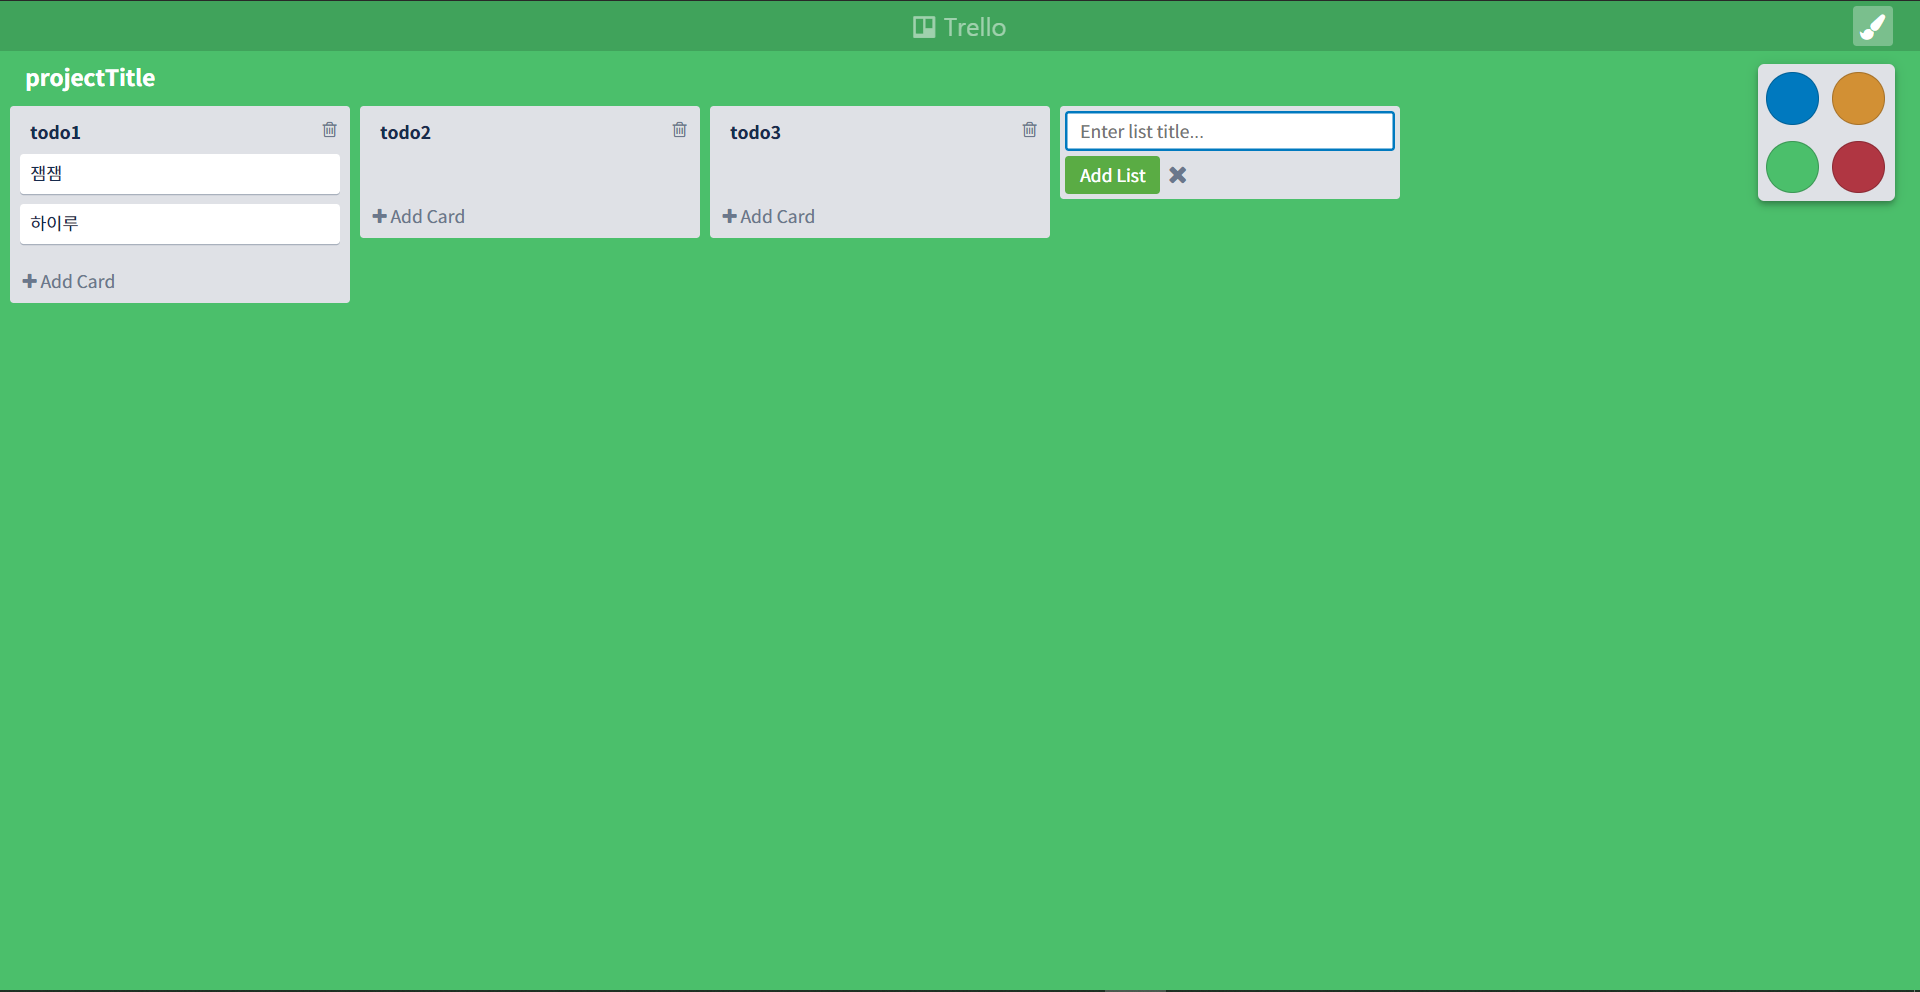 Trello
projectTitle
todo1
잼잼
하이루
Add Card
todo2
Add Card
todo3
Add Card
Enter list title...
Add List